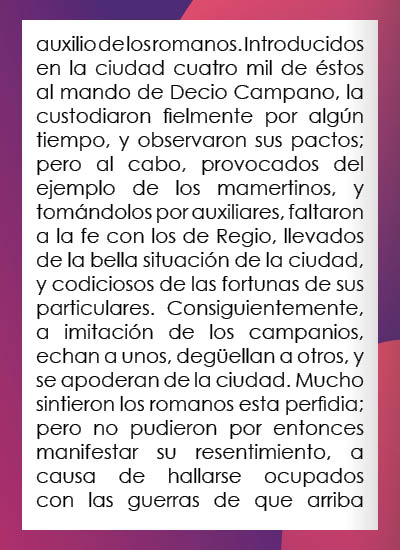 auxilio de los romanos. Introducidos
en la ciudad cuatro mil de éstos
al mando de Decio Campano, la
custodiaron fielmente por algún
tiempo, y observaron sus pactos;
pero al cabo, provocados del
ejemplo de los mamertinos, y
tomándolos por auxiliares, faltaron
a la fe con los de Regio, llevados
de la bella situación de la ciudad,
y codiciosos de las fortunas de sus
particulares. Consiguientemente,
a imitación de los campanios,
echan a unos, degüellan a otros, y
se apoderan de la ciudad. Mucho
sintieron los romanos esta perfidia;
pero no pudieron por entonces
manifestar su resentimiento, a
causa de hallarse ocupados
con las guerras de que arriba